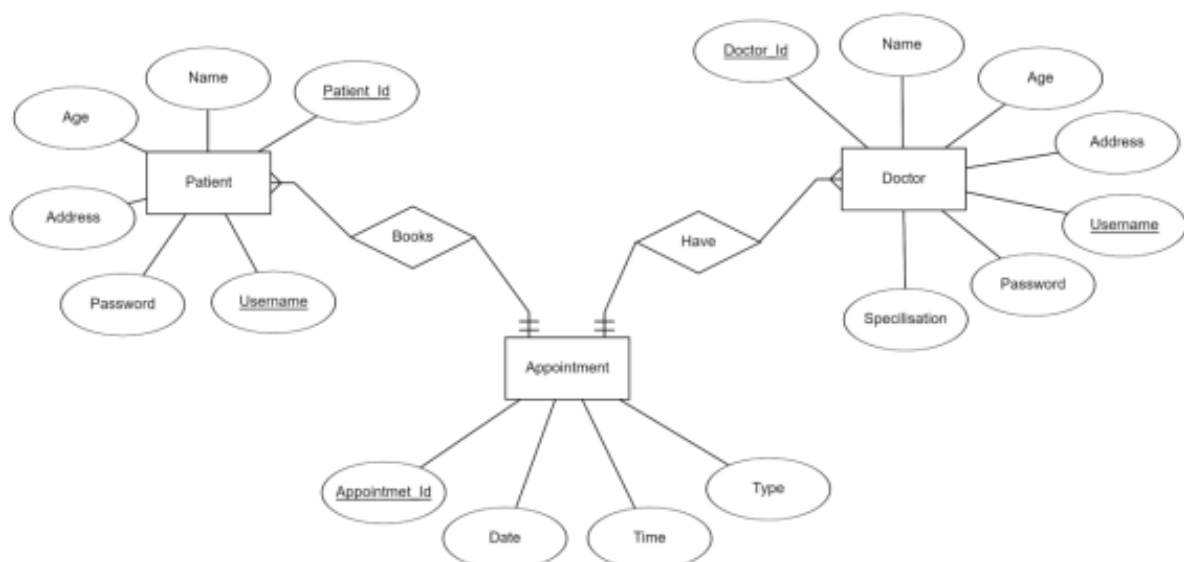 Name
Patient_Id
Age
Patient
Address
Password
Username
Books
Doctor_Id
Name
Age
Address
Doctor
Username
Password
Specilisation
Have
Appointment
Appointmet_Id
Date
Time
Type